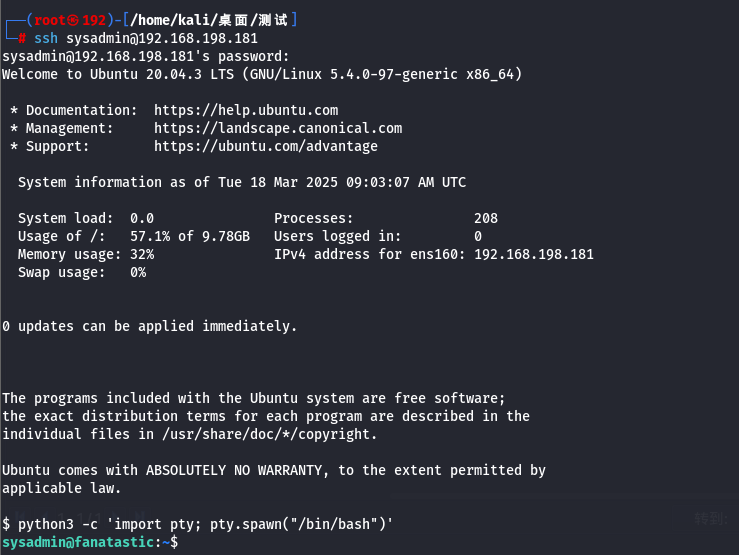 ┌──(root㉿192)-[/home/kali/桌面/测试]
└─# ssh sysadmin@192.168.198.181
sysadmin@192.168.198.181's password:
Welcome to Ubuntu 20.04.3 LTS (GNU/Linux 5.4.0-97-generic x86_64)

 * Documentation:  https://help.ubuntu.com
 * Management:     https://landscape.canonical.com
 * Support:        https://ubuntu.com/advantage

  System information as of Tue 18 Mar 2025 09:03:07 AM UTC

  System load:  0.0               Processes:               208
  Usage of /:   57.1% of 9.78GB   Users logged in:         0
  Memory usage: 32%               IPv4 address for ens160: 192.168.198.181
  Swap usage:   0%

0 updates can be applied immediately.

The programs included with the Ubuntu system are free software;
the exact distribution terms for each program are described in the
individual files in /usr/share/doc/*/copyright.

Ubuntu comes with ABSOLUTELY NO WARRANTY, to the extent permitted by
applicable law.

$ python3 -c 'import pty; pty.spawn("/bin/bash")'
sysadmin@fanatastic:~$